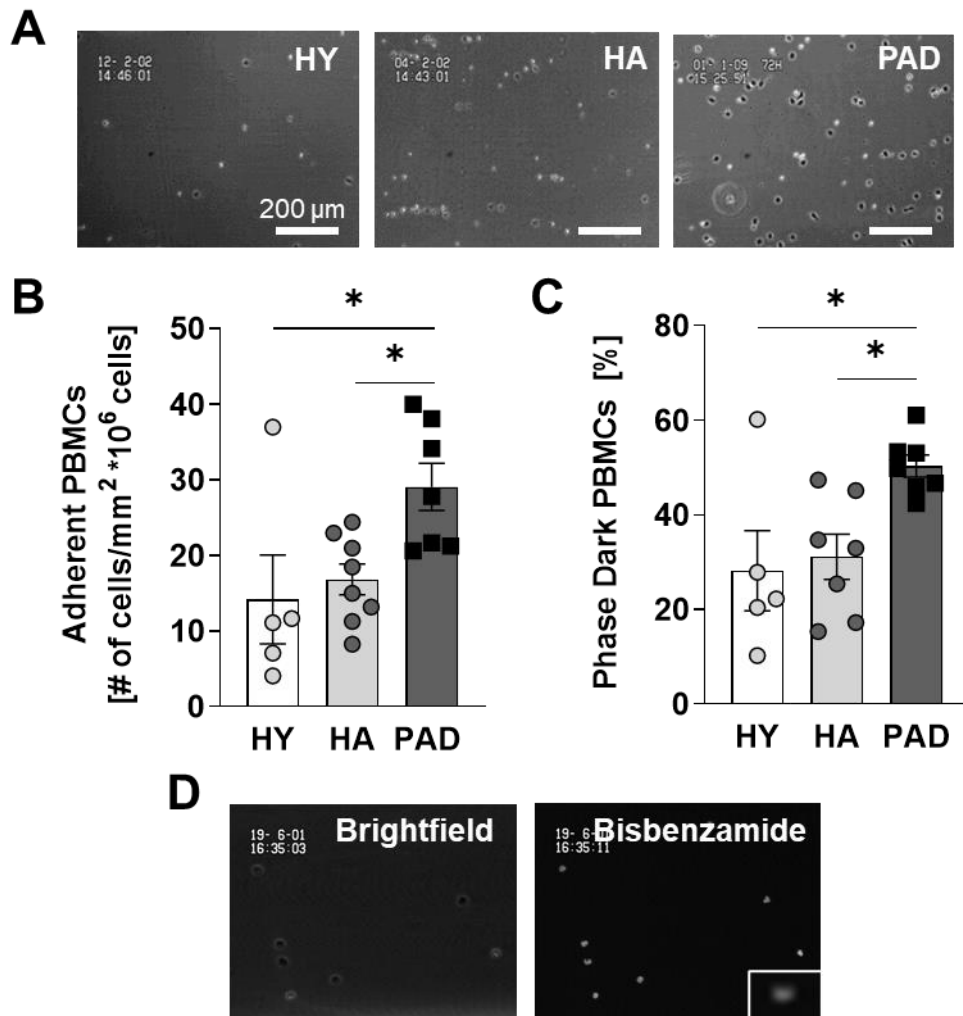 A
12- 2-02
14:46:01
HY
200 µm
04- 2-02
14:43:01
HA
01- 1-09 72H
15:25:51
PAD
B
Adherent PBMCs
[# of cells/mm² *10⁶ cells]
50
40
30
20
10
0
*
*
HY HA PAD
C
Phase Dark PBMCs [%]
80
60
40
20
0
*
*
HY HA PAD
D
19- 6-01
16:35:03
Brightfield
19- 6-
16:35:11
Bisbenzamide